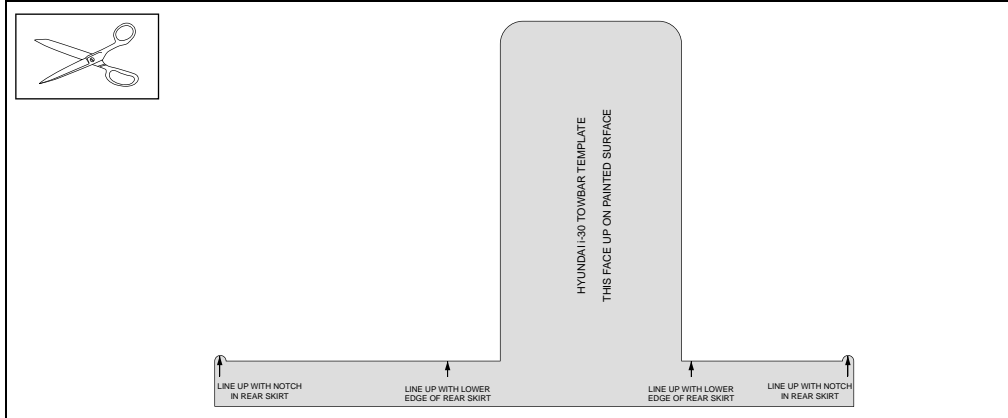 HYUNDAI i-30 TOWBAR TEMPLATE
THIS FACE UP ON PAINTED SURFACE
LINE UP WITH NOTCH
IN REAR SKIRT
LINE UP WITH LOWER
EDGE OF REAR SKIRT
LINE UP WITH LOWER
EDGE OF REAR SKIRT
LINE UP WITH NOTCH
IN REAR SKIRT